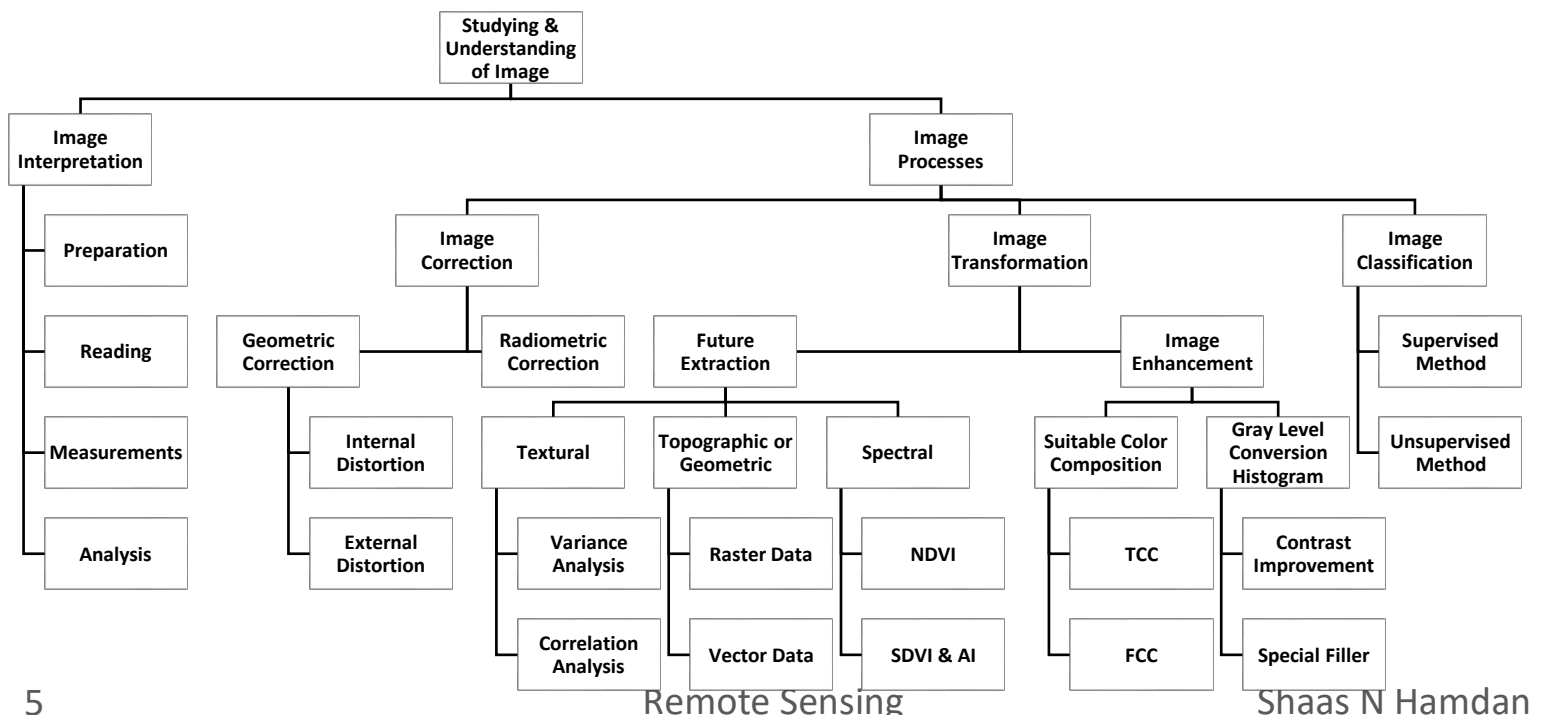 Studying &
Understanding
of Image
Image
Interpretation
Image
Processes
Preparation
Reading
Measurements
Analysis
Image
Correction
Image
Transformation
Image
Classification
Geometric
Correction
Radiometric
Correction
Internal
Distortion
External
Distortion
Future
Extraction
Image
Enhancement
Textural
Topographic or
Geometric
Spectral
Variance
Analysis
Correlation
Analysis
Raster Data
Vector Data
NDVI
SDVI & AI
Suitable Color
Composition
Gray Level
Conversion
Histogram
TCC
FCC
Contrast
Improvement
Special Filler
Supervised
Method
Unsupervised
Method
5
Remote Sensing
Shaas N Hamdan